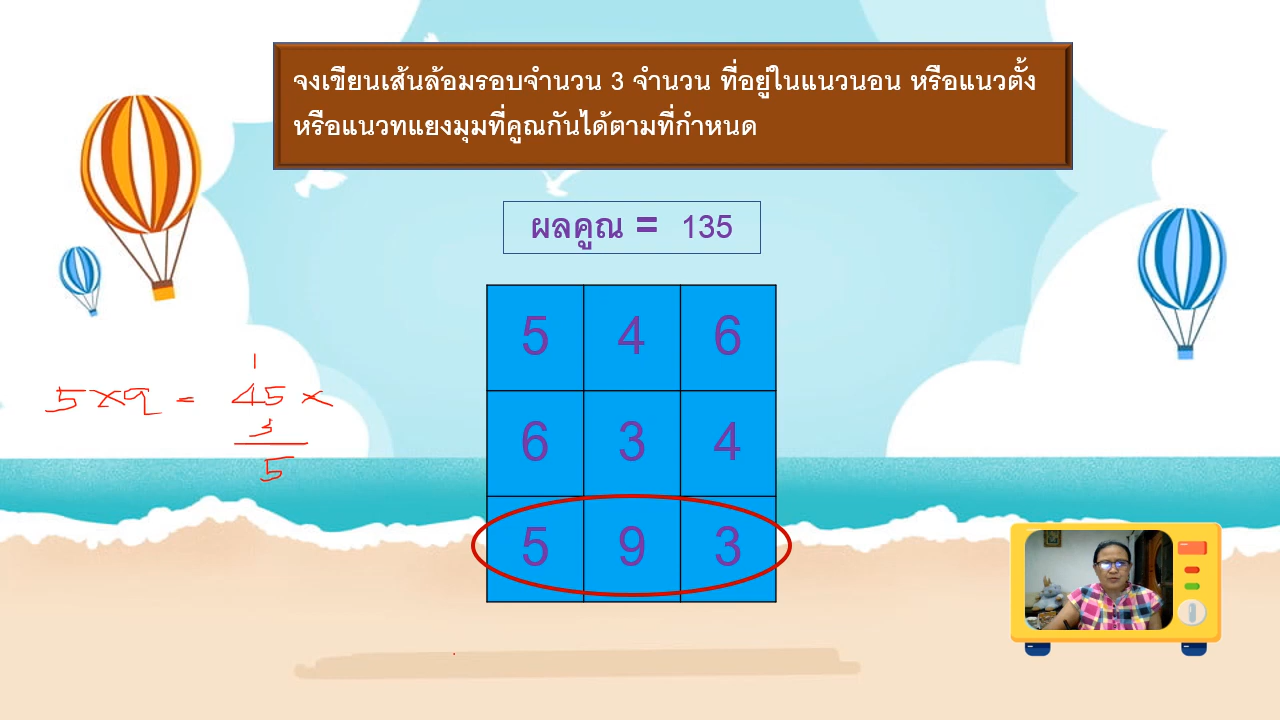 จงเขียนเส้นล้อมรอบจำนวน 3 จำนวน ที่อยู่ในแนวนอน หรือแนวตั้ง
หรือแนวทแยงมุมที่คูณกันได้ตามที่กำหนด
ผลคูณ = 135
5 4 6
6 3 4
5 9 3
1
5 x 9 = 45 x
3
5